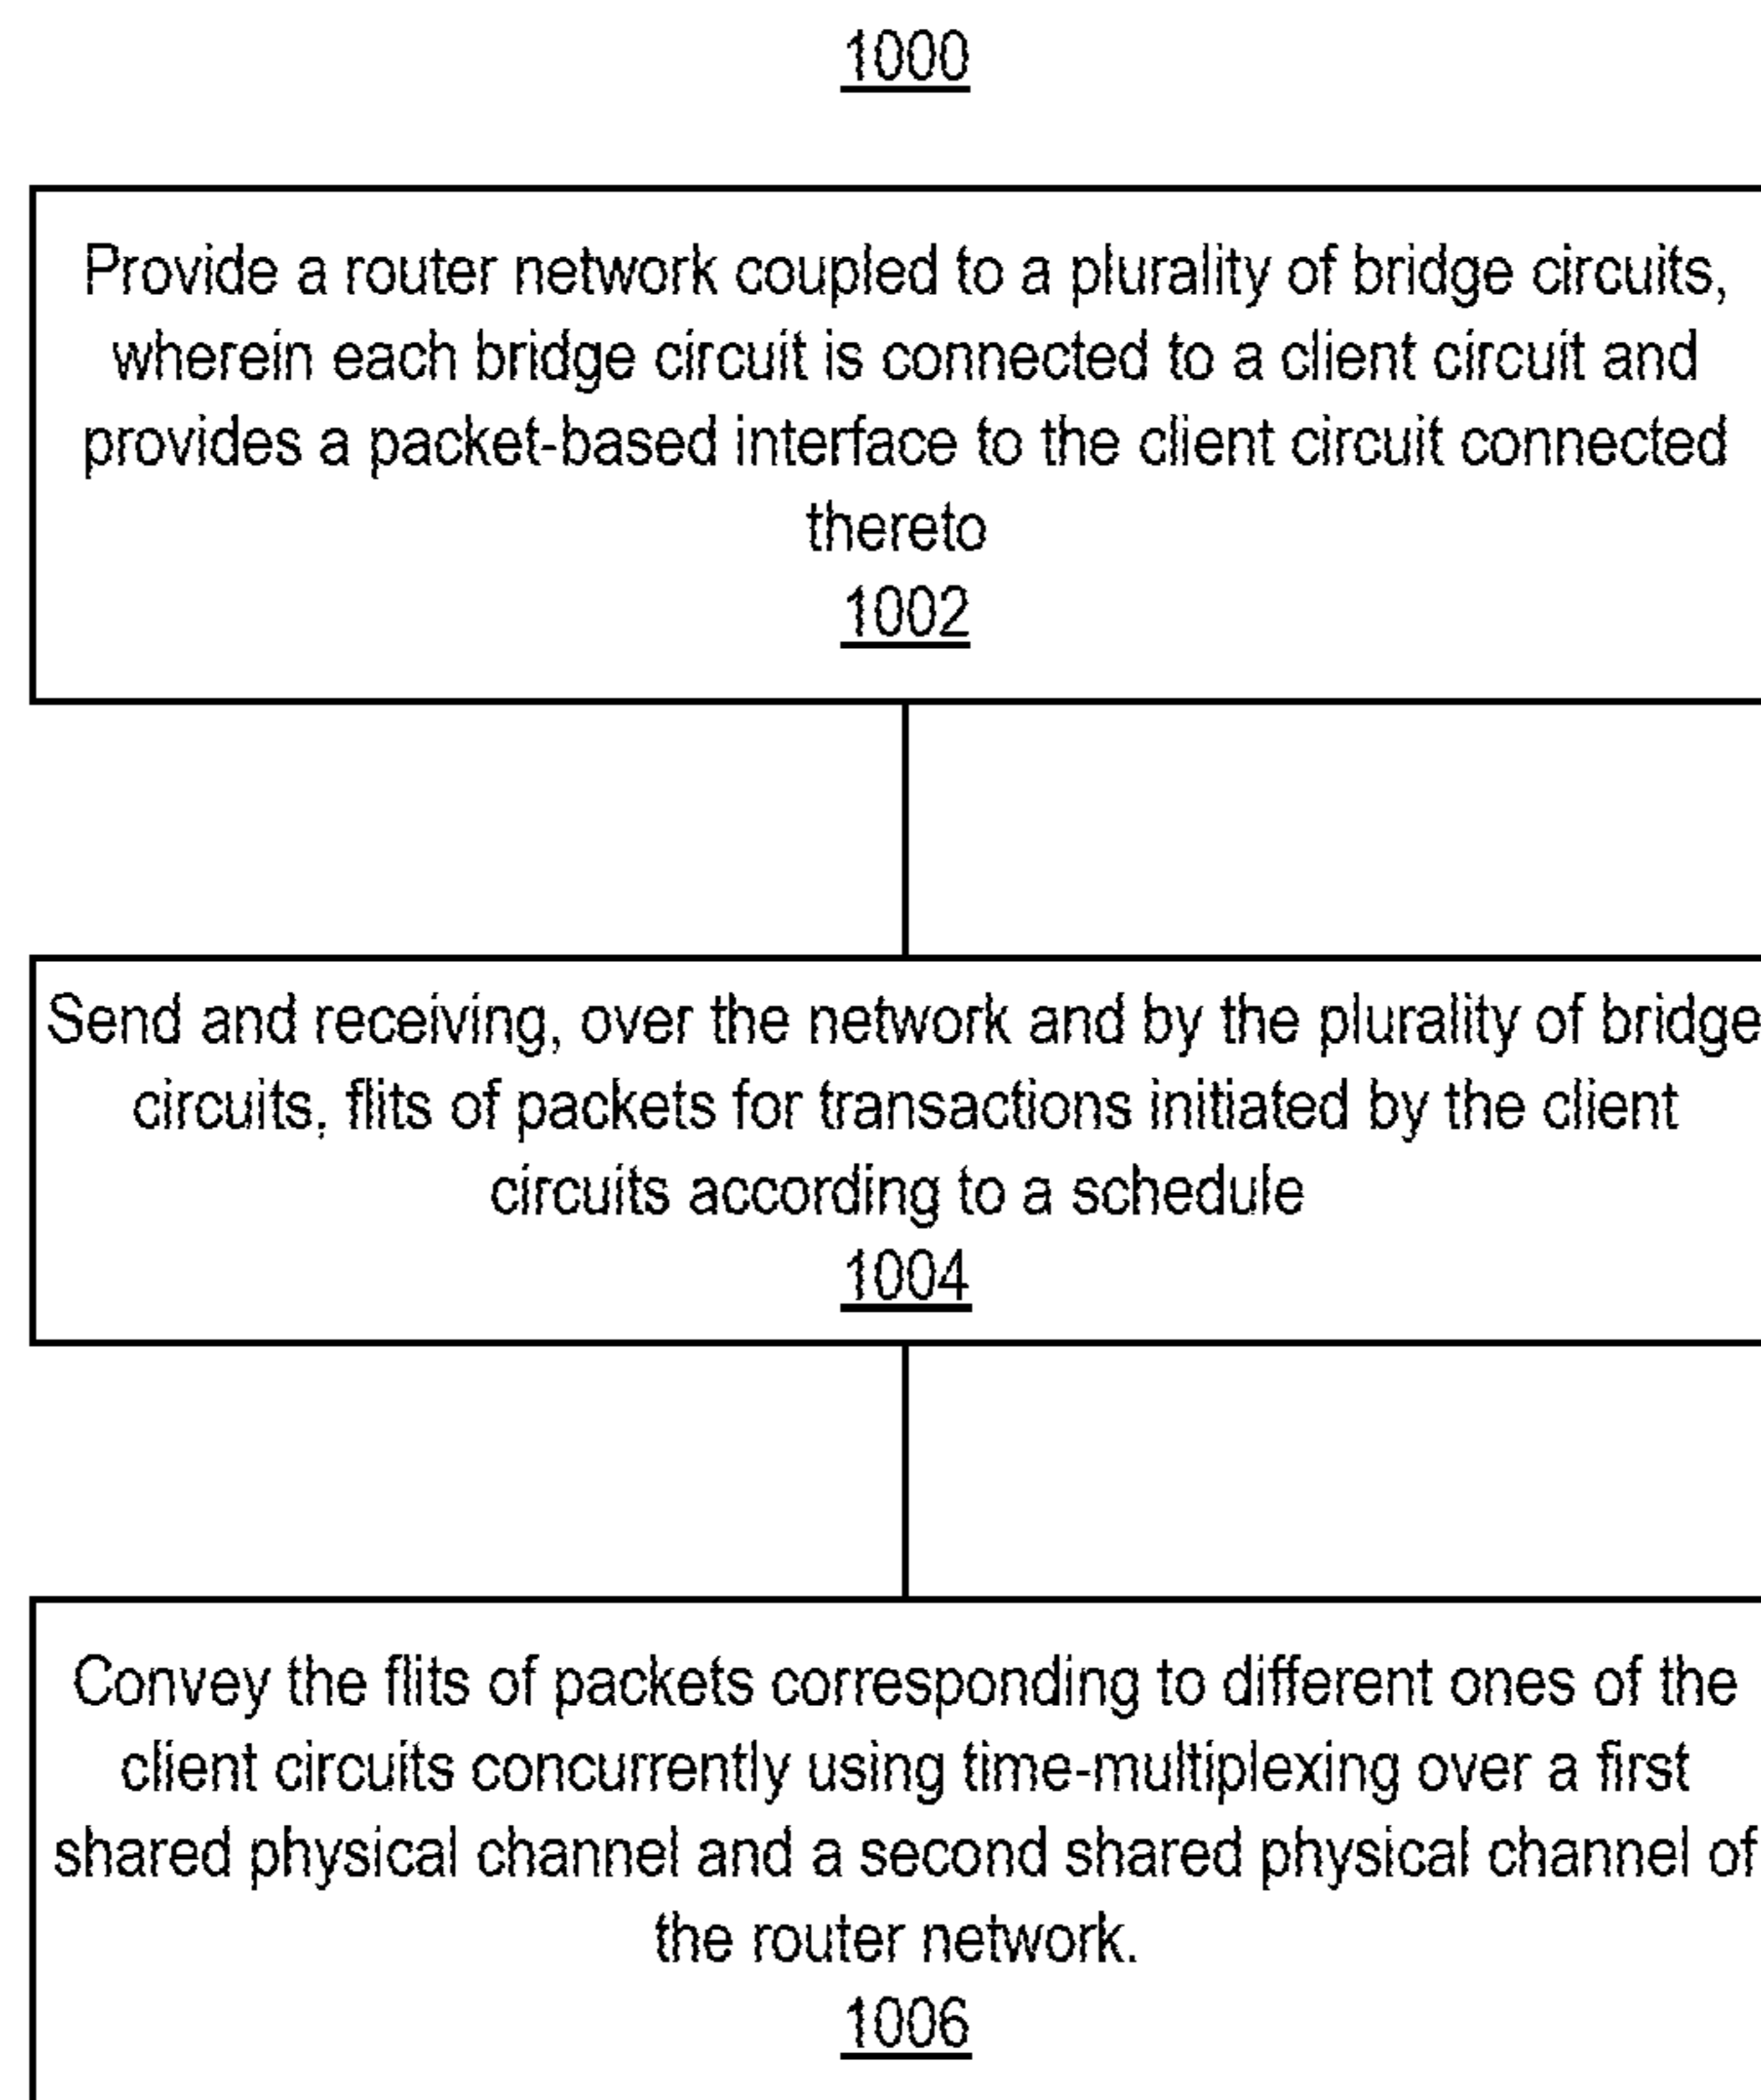 1000
Provide a router network coupled to a plurality of bridge circuits,
wherein each bridge circuit is connected to a client circuit and
provides a packet-based interface to the client circuit connected
thereto
1002
Send and receiving, over the network and by the plurality of bridge
circuits, flits of packets for transactions initiated by the client
circuits according to a schedule
1004
Convey the flits of packets corresponding to different ones of the
client circuits concurrently using time-multiplexing over a first
shared physical channel and a second shared physical channel of
the router network.
1006